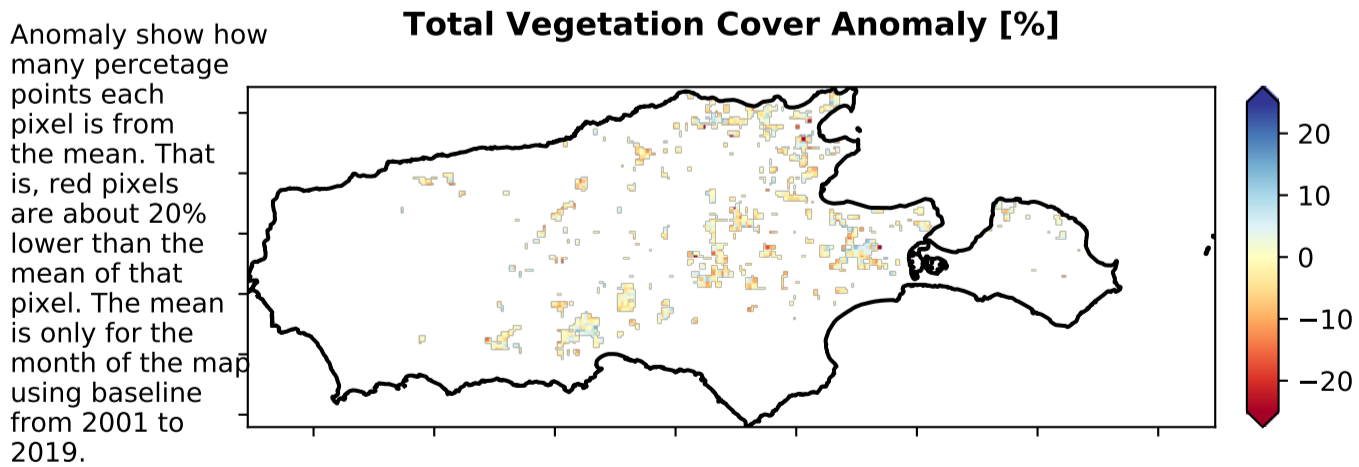 Total Vegetation Cover Anomaly [%]
Anomaly show how
many percetage
points each
pixel is from
the mean. That
is, red pixels
are about 20%
lower than the
mean of that
pixel. The mean
is only for the
month of the map
using baseline
from 2001 to
2019.
20
10
0
−10
−20